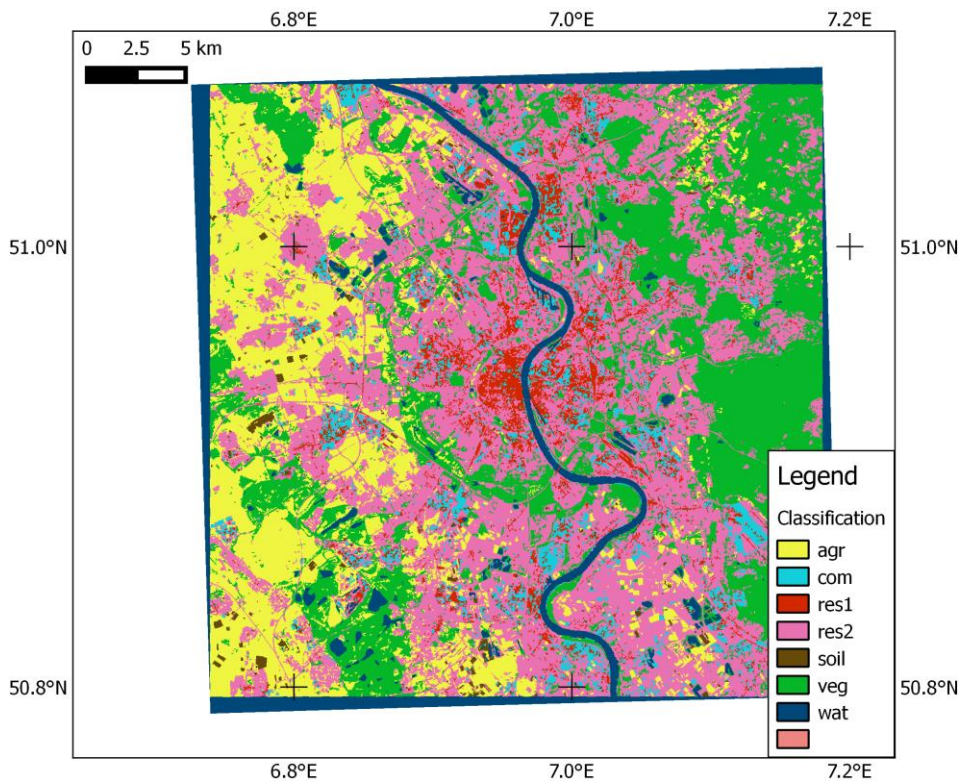 6.8°E 7.0°E 7.2°E
0 2.5 5 km
51.0°N 51.0°N
Legend
Classification
agr
com
res1
res2
soil
veg
wat
50.8°N 50.8°N
6.8°E 7.0°E 7.2°E